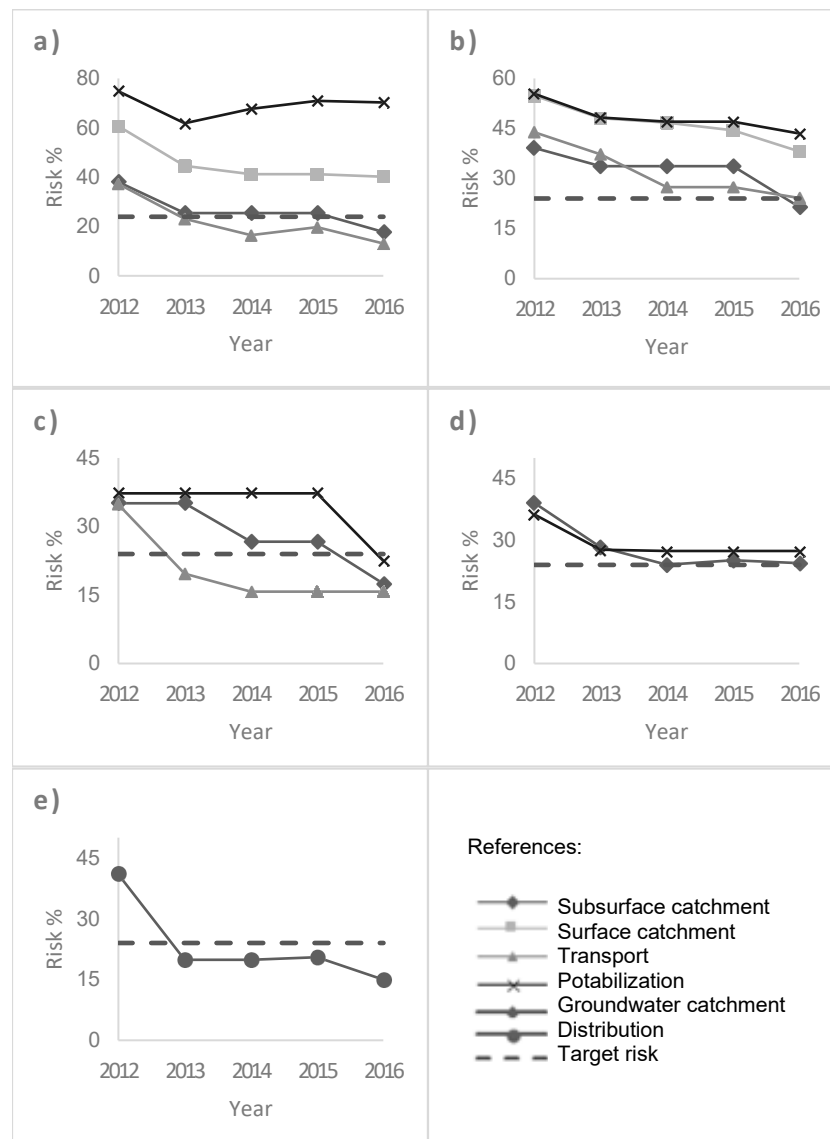 a)
80
60
40
20
0
Risk %
2012 2013 2014 2015 2016
Year
b)
60
45
30
15
0
Risk %
2012 2013 2014 2015 2016
Year
c)
45
30
15
0
Risk %
2012 2013 2014 2015 2016
Year
d)
45
30
15
0
Risk %
2012 2013 2014 2015 2016
Year
e)
45
30
15
0
Risk %
2012 2013 2014 2015 2016
Year
References:
Subsurface catchment
Surface catchment
Transport
Potabilization
Groundwater catchment
Distribution
Target risk